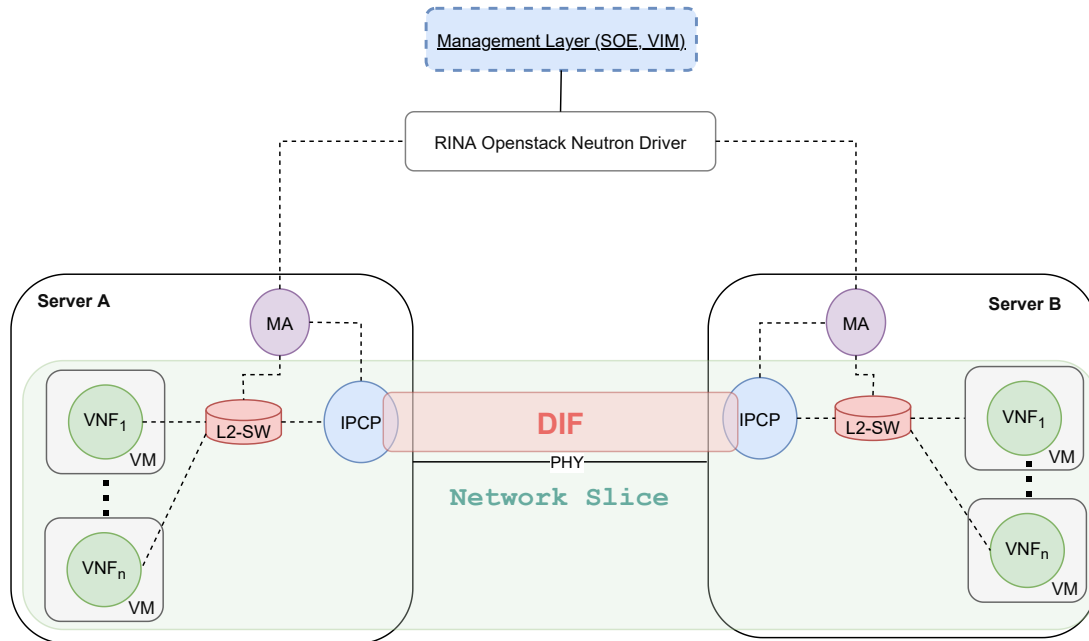 Management Layer (SOE, VIM)
RINA Openstack Neutron Driver
Server A
Server B
MA
MA
VNF1
VM
L2-SW
IPCP
DIF
IPCP
L2-SW
VNF1
VM
PHY
Network Slice
VNFn
VM
VNFn
VM